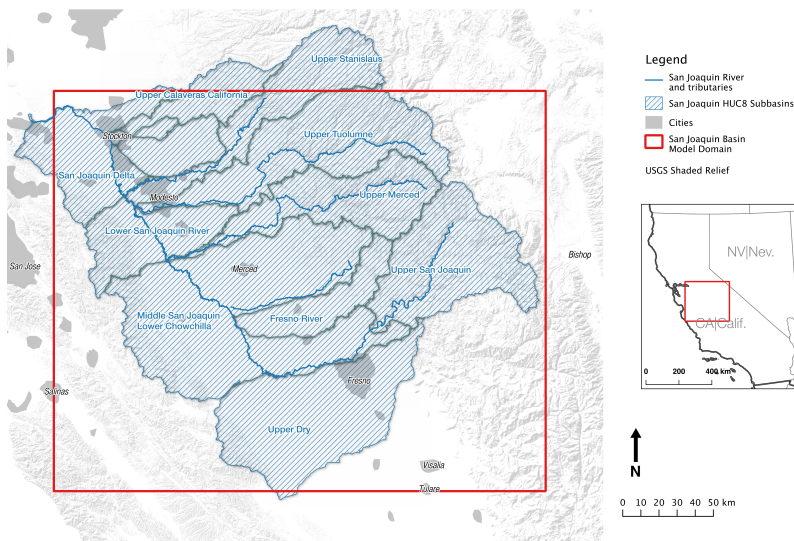 Upper Stanislaus
Upper Calaveras California
Stockton
Upper Tuolumne
San Joaquin Delta
Modesto
Upper Merced
Lower San Joaquin River
San Jose
Merced
Upper San Joaquin
Bishop
Middle San Joaquin
Lower Chowchilla
Fresno River
Fresno
Salinas
Upper Dry
Visalia
Tulare
Legend
San Joaquin River
and tributaries
San Joaquin HUC8 Subbasins
Cities
San Joaquin Basin
Model Domain
USGS Shaded Relief
NV|Nev.
CA|Calif.
0 200 400 km
N
0 10 20 30 40 50 km